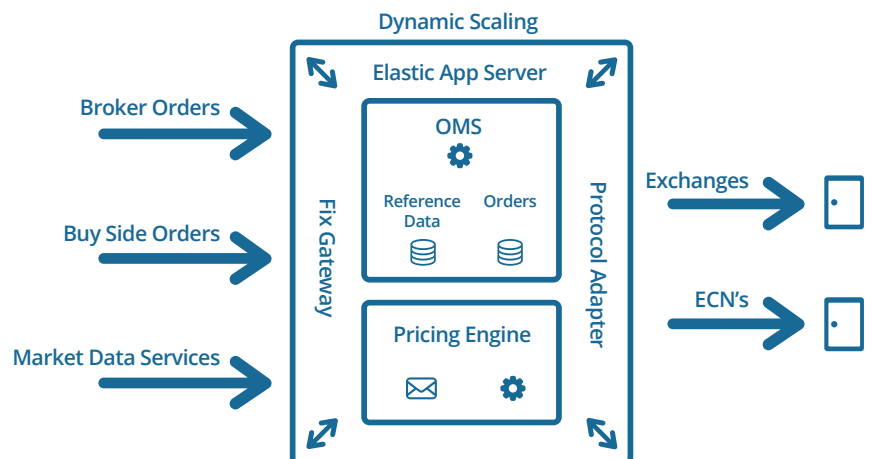 Dynamic Scaling
Elastic App Server
Broker Orders
Buy Side Orders
Market Data Services
Fix Gateway
OMS
Reference
Data
Orders
Pricing Engine
Protocol Adapter
Exchanges
ECN's